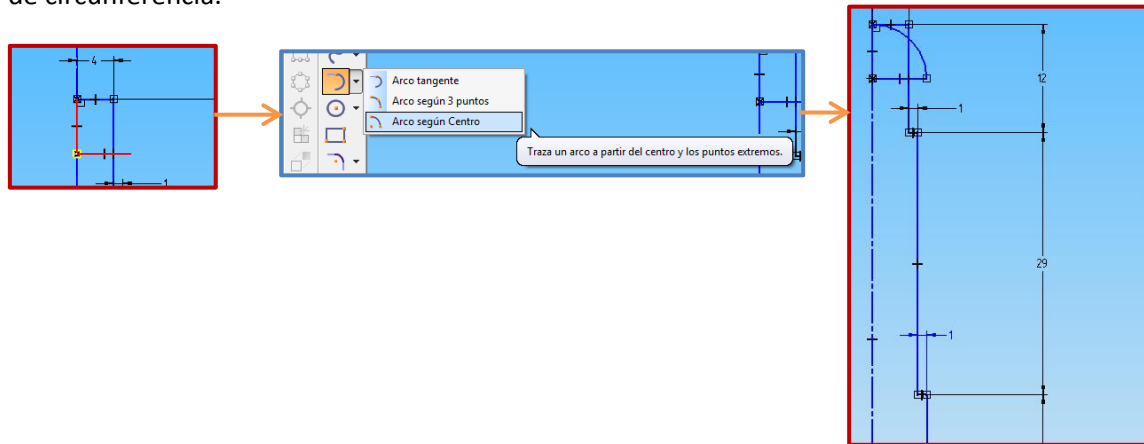 de circunferencia.
4
1
Arco tangente
Arco según 3 puntos
Arco según Centro
Traza un arco a partir del centro y los puntos extremos.
12
1
29
1